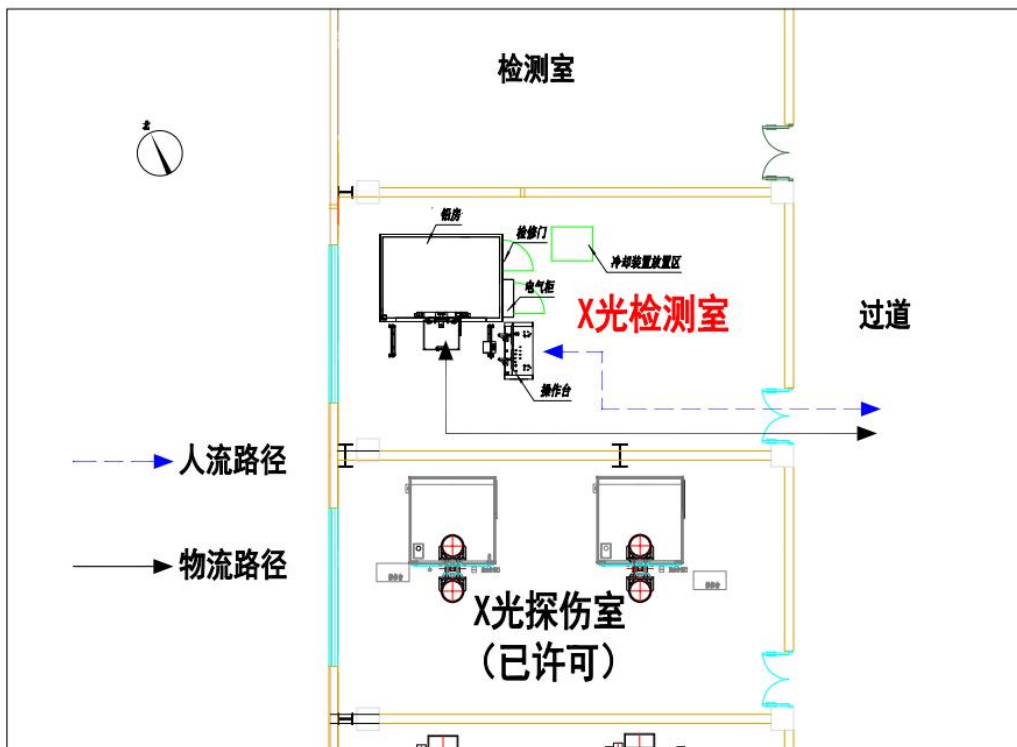 检测室
北
铅房
检修门
冷却装置放置区
电气柜
X光检测室
过道
操作台
人流路径
物流路径
X光探伤室
（已许可）